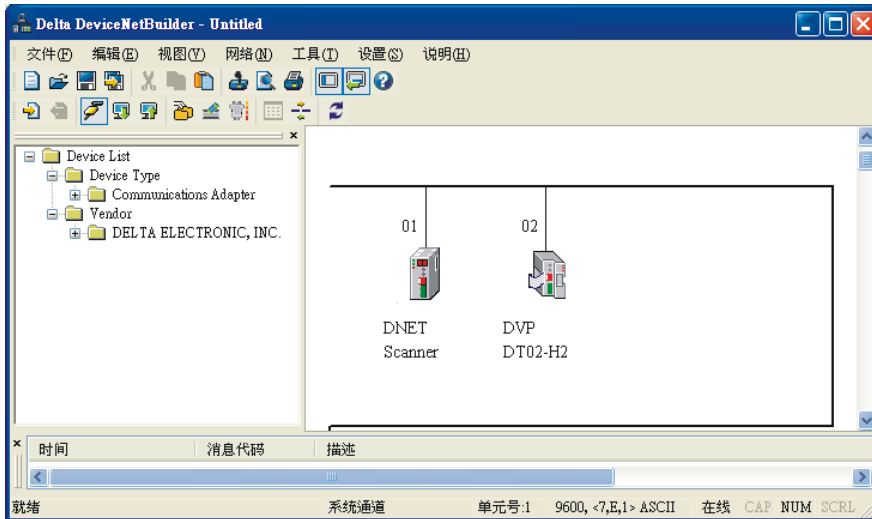 Delta DeviceNetBuilder - Untitled
文件(F) 编辑(E) 视图(V) 网络(N) 工具(T) 设置(S) 说明(H)
Device List
Device Type
Communications Adapter
Vendor
DELTA ELECTRONIC, INC.
01 02
DNET DVP
Scanner DT02-H2
时间 消息代码 描述
就绪 系统通道 单元号:1 9600, <7,E,1> ASCII 在线 CAP NUM SCRL